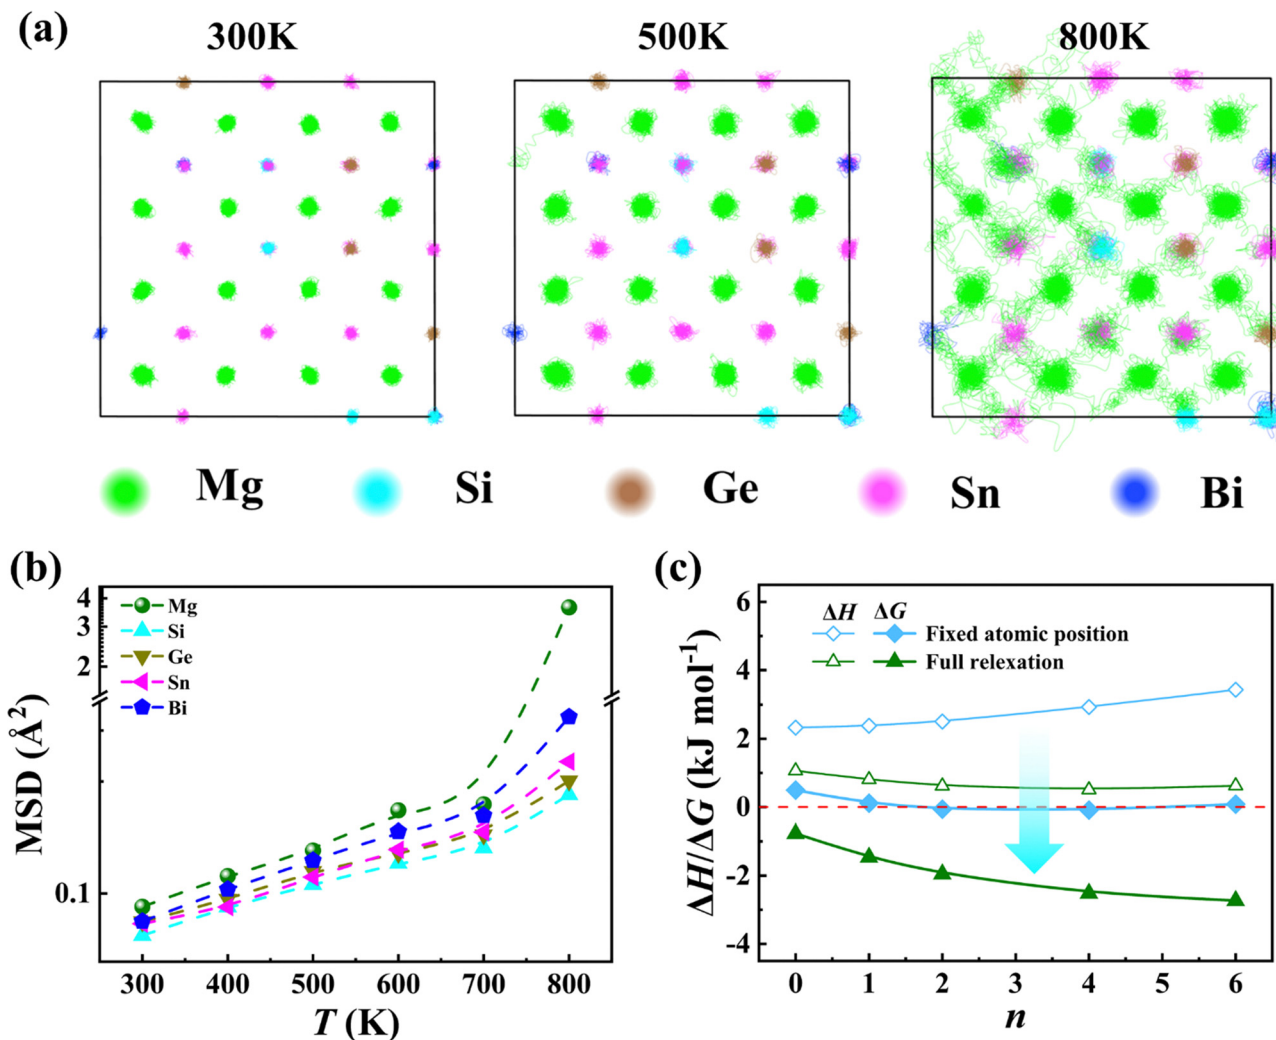 (a)
300K 500K 800K
Mg Si Ge Sn Bi
(b)
4
3
2
0.1
MSD (Å²)
Mg
Si
Ge
Sn
Bi
300 400 500 600 700 800
T (K)
(c)
6
4
2
0
-2
-4
ΔH/ΔG (kJ mol⁻¹)
ΔH ΔG
Fixed atomic position
Full relexation
0 1 2 3 4 5 6
n